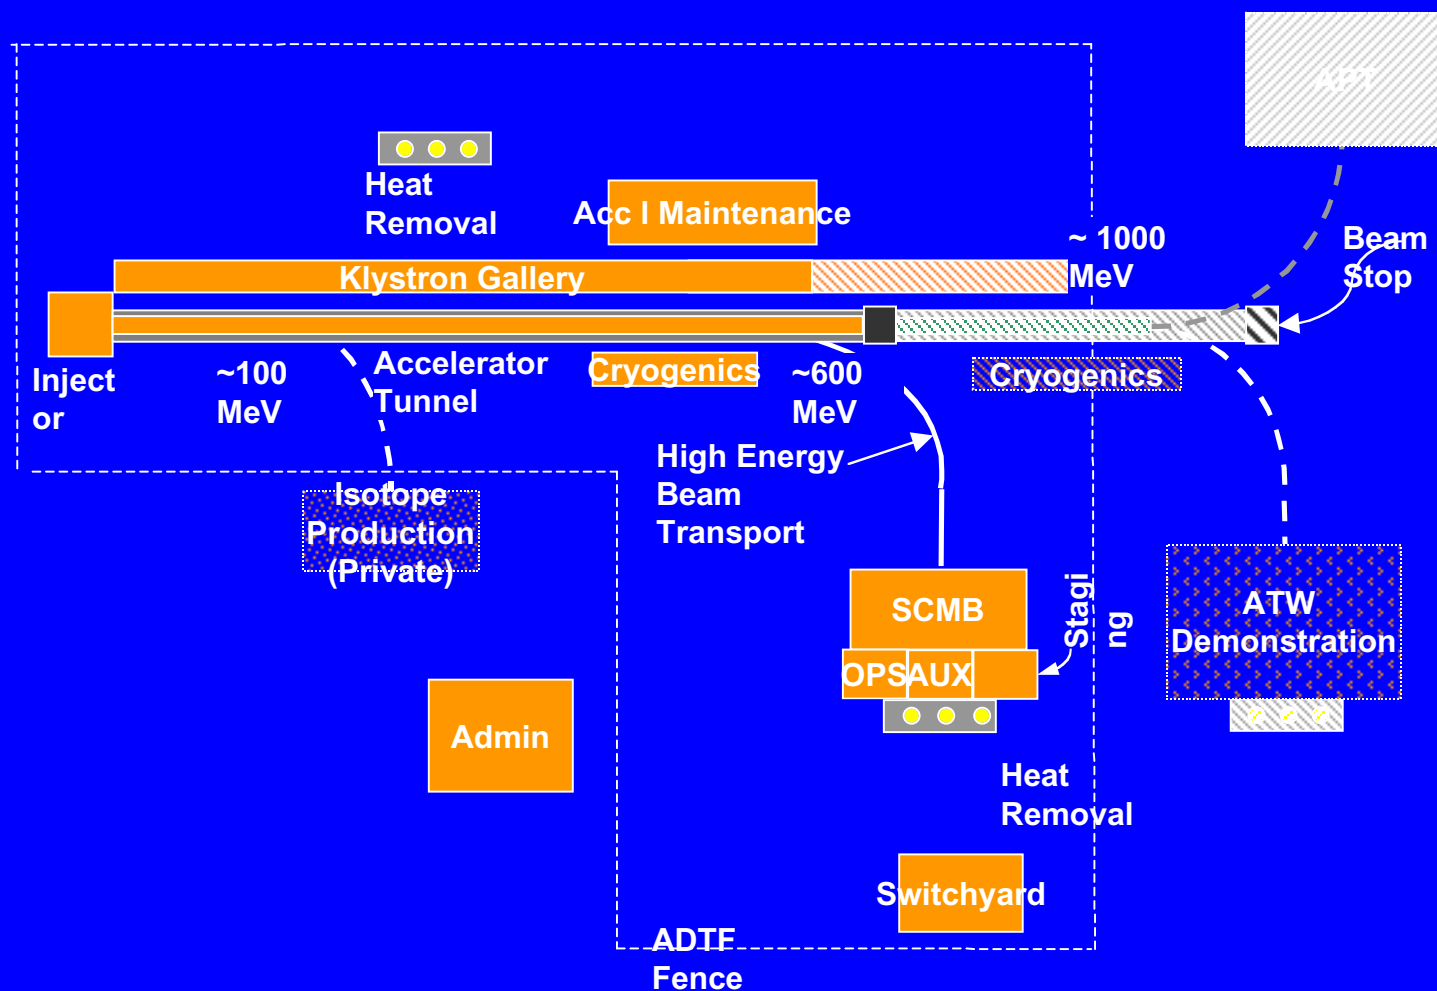 APT
Heat
Removal
Acc l Maintenance
~ 1000
MeV
Beam
Stop
Klystron Gallery
Inject
or
~100
MeV
Accelerator
Tunnel
Cryogenics
~600
MeV
Cryogenics
High Energy
Beam
Transport
Isotope
Production
(Private)
SCMB
Stagi
ng
ATW
Demonstration
OPS
AUX
Admin
Heat
Removal
Switchyard
ADTF
Fence